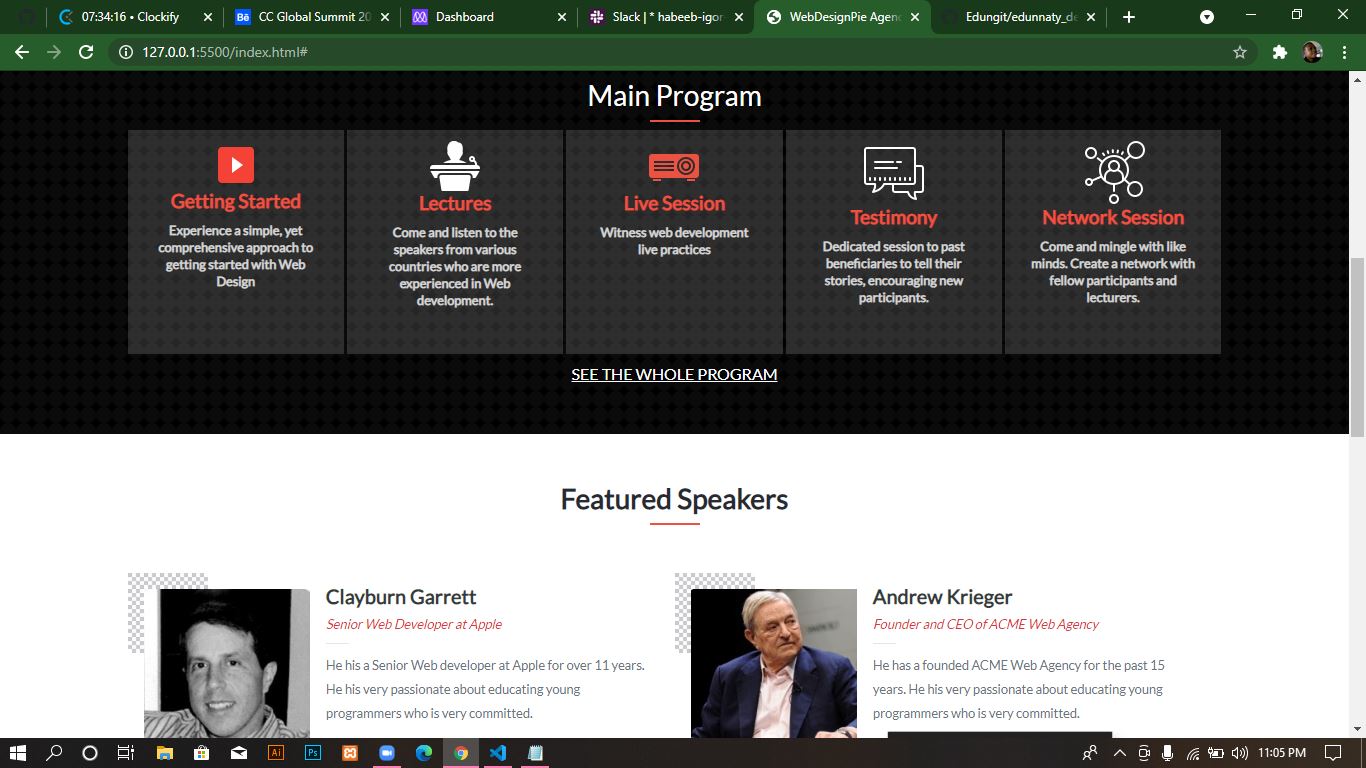 07:34:16 • Clockify
CC Global Summit 20
Dashboard
Slack | * habeeb-igor
WebDesignPie Agenc
Edungit/edunnaty_de
127.0.0.1:5500/index.html#
Main Program
Getting Started
Experience a simple, yet
comprehensive approach to
getting started with Web
Design
Lectures
Come and listen to the
speakers from various
countries who are more
experienced in Web
development.
Live Session
Witness web development
live practices
Testimony
Dedicated session to past
beneficiaries to tell their
stories, encouraging new
participants.
Network Session
Come and mingle with like
minds. Create a network with
fellow participants and
lecturers.
SEE THE WHOLE PROGRAM
Featured Speakers
Clayburn Garrett
Senior Web Developer at Apple
He his a Senior Web developer at Apple for over 11 years.
He his very passionate about educating young
programmers who is very committed.
Andrew Krieger
Founder and CEO of ACME Web Agency
He has a founded ACME Web Agency for the past 15
years. He his very passionate about educating young
programmers who is very committed.
11:05 PM